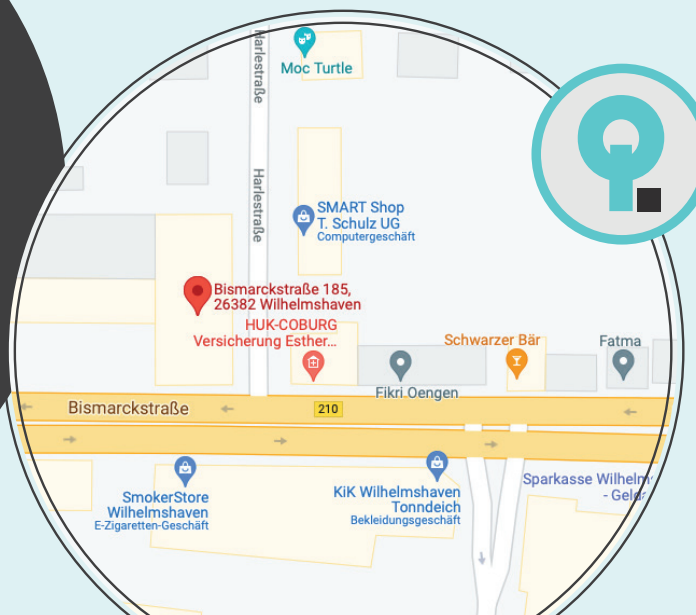 Harlestraße
Moc Turtle
Harlestraße
SMART Shop
T. Schulz UG
Computergeschäft
Bismarckstraße 185,
26382 Wilhelmshaven
HUK-COBURG
Versicherung Esther...
Schwarzer Bär
Fatma
Fikri Oengen
Bismarckstraße
210
SmokerStore
Wilhelmshaven
E-Zigaretten-Geschäft
KiK Wilhelmshaven
Tonndeich
Bekleidungsgeschäft
Sparkasse Wilhelm
- Geld